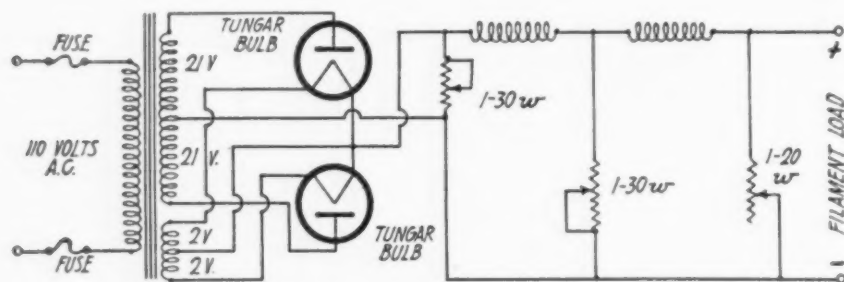 FUSE
110 VOLTS
A.C.
FUSE
21 V
21 V.
2 V
2 V.
TUNGAR
BULB
TUNGAR
BULB
1-30 w
1-30 w
1-20
w
+
FILAMENT LOAD
-